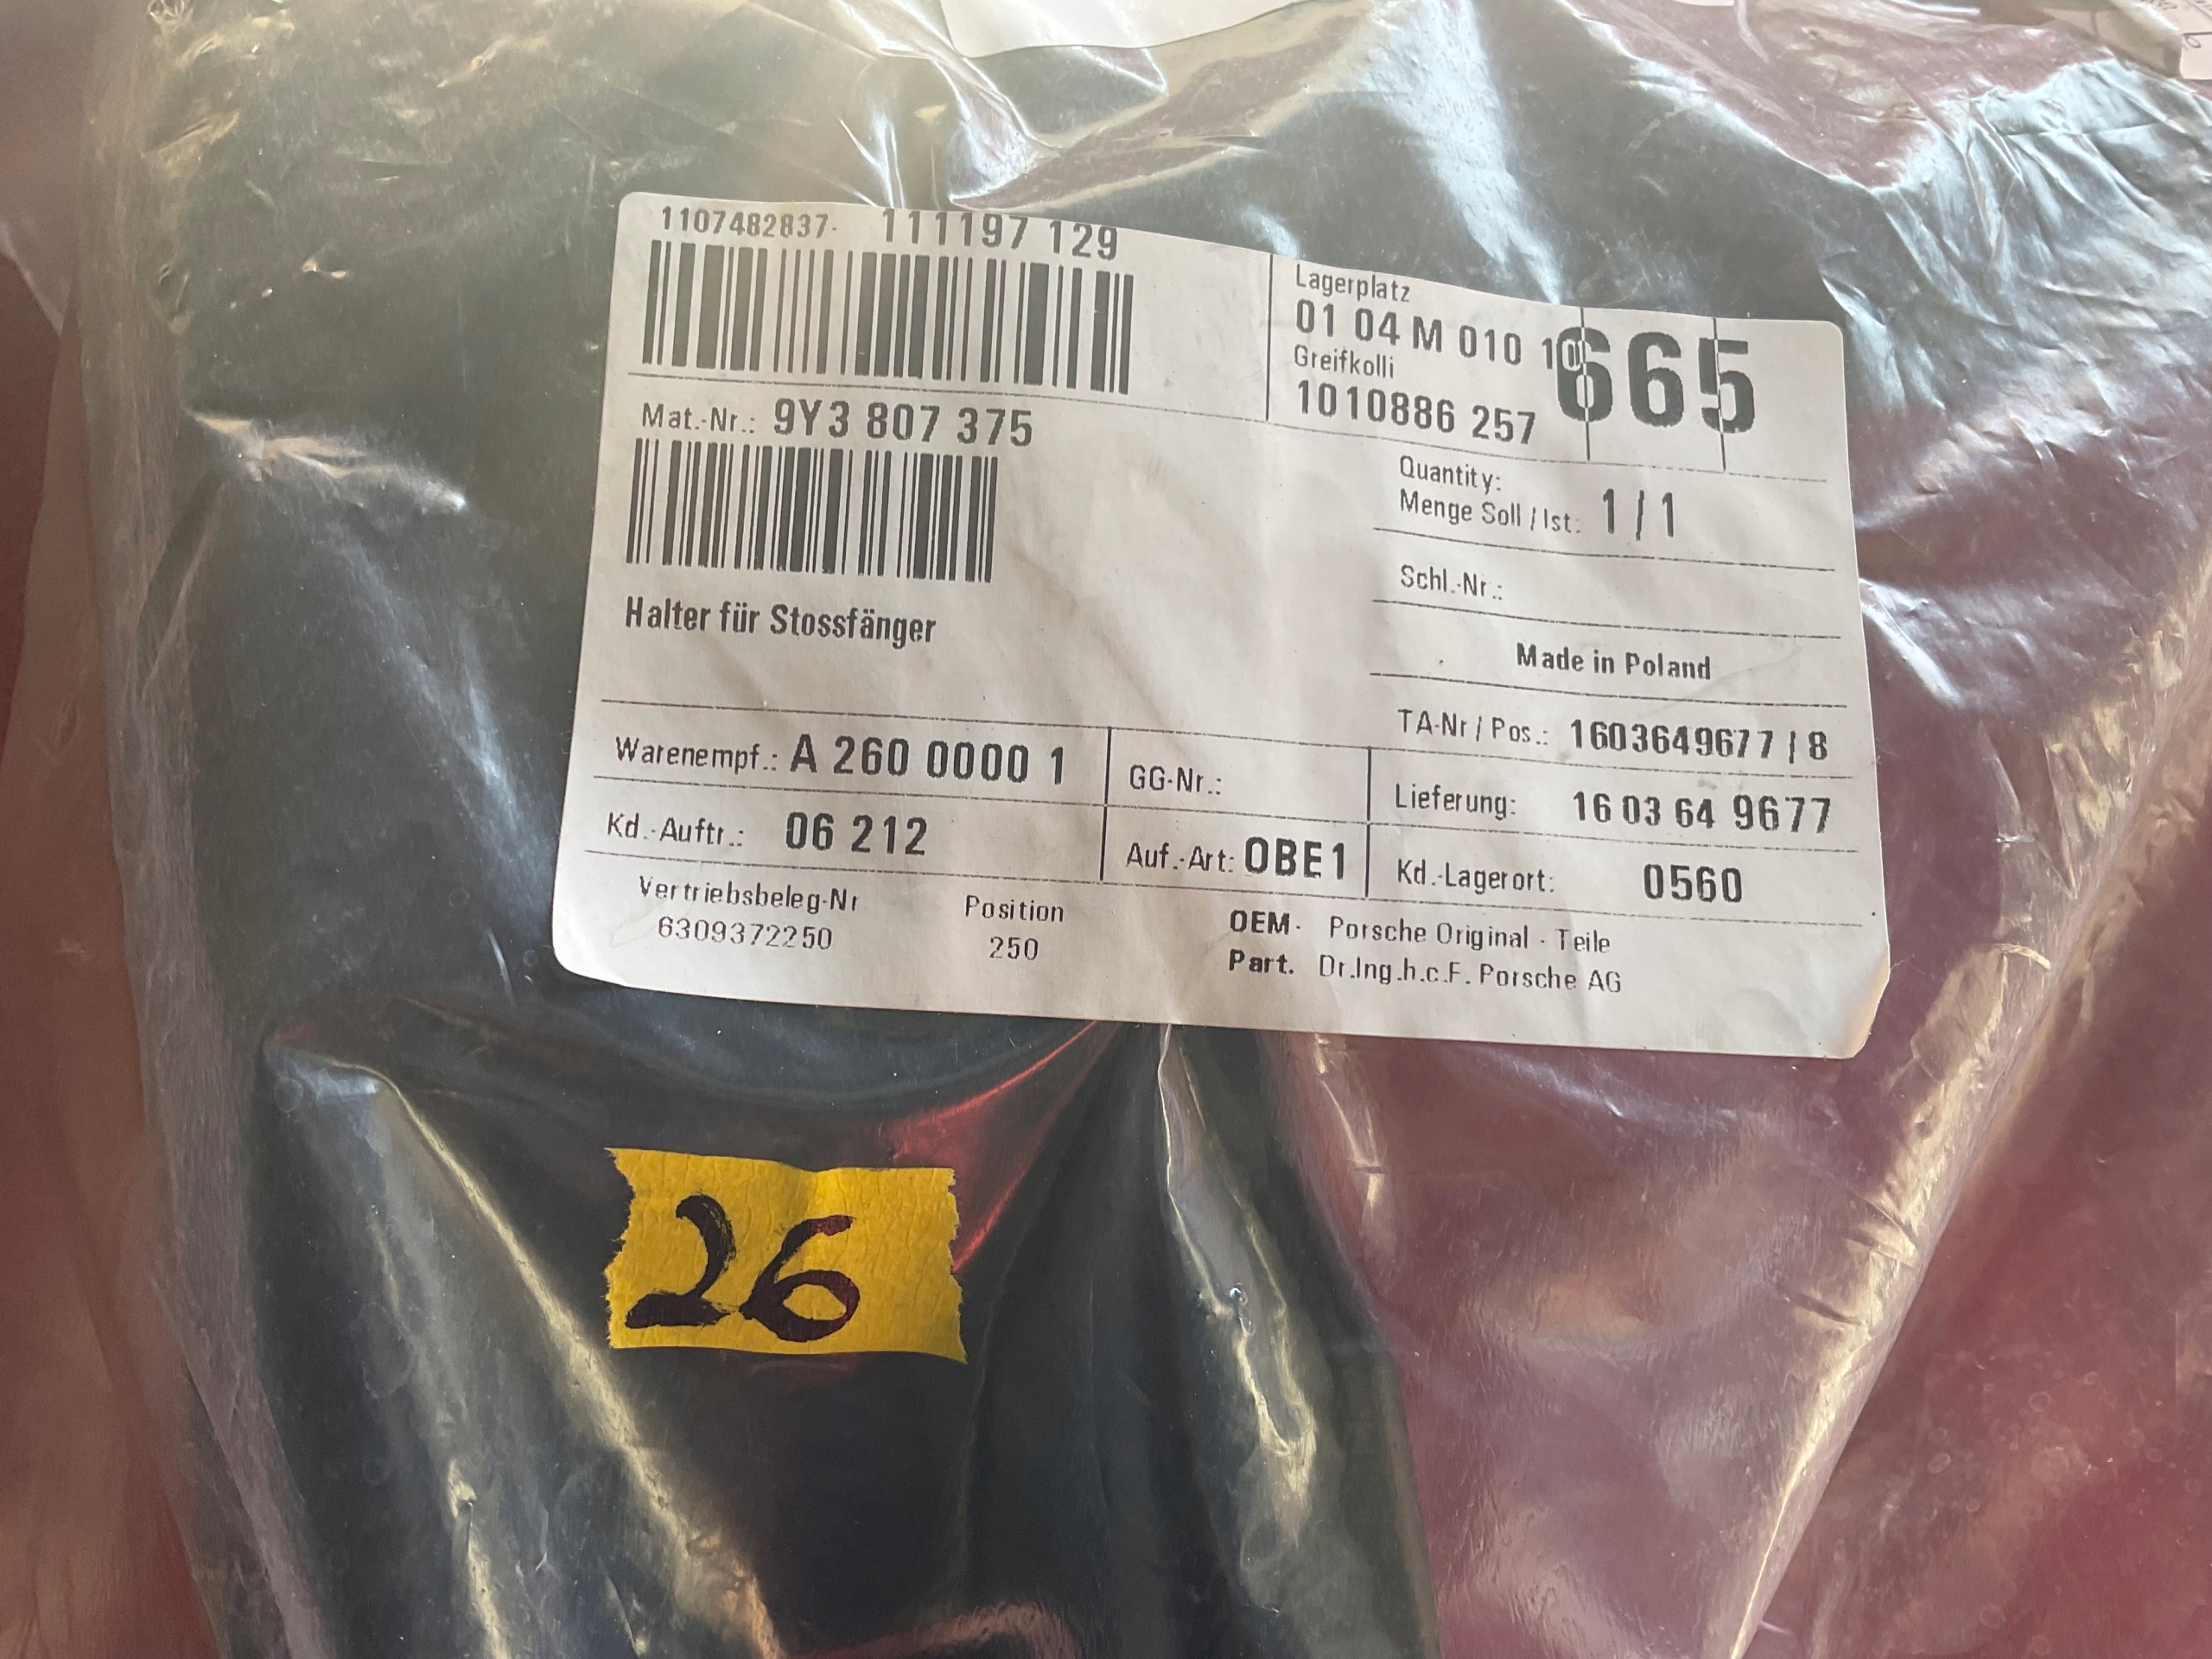 1107482837- 111197 129
Lagerplatz
01 04 M 010 10
665
Greifkolli
1010886 257
Mat.-Nr.: 9Y3 807 375
Quantity:
Menge Soll / Ist: 1 / 1
Schl.-Nr.:
Halter für Stossfänger
Made in Poland
TA-Nr / Pos.: 1603649677 / 8
Warenempf.: A 260 0000 1
GG-Nr.:
Lieferung: 16 03 64 9677
Kd.-Auftr.: 06 212
Auf.-Art: OBE1
Kd.-Lagerort: 0560
Vertriebsbeleg-Nr Position
6309372250 250
OEM- Porsche Original - Teile
Part. Dr.Ing.h.c.F. Porsche AG
26